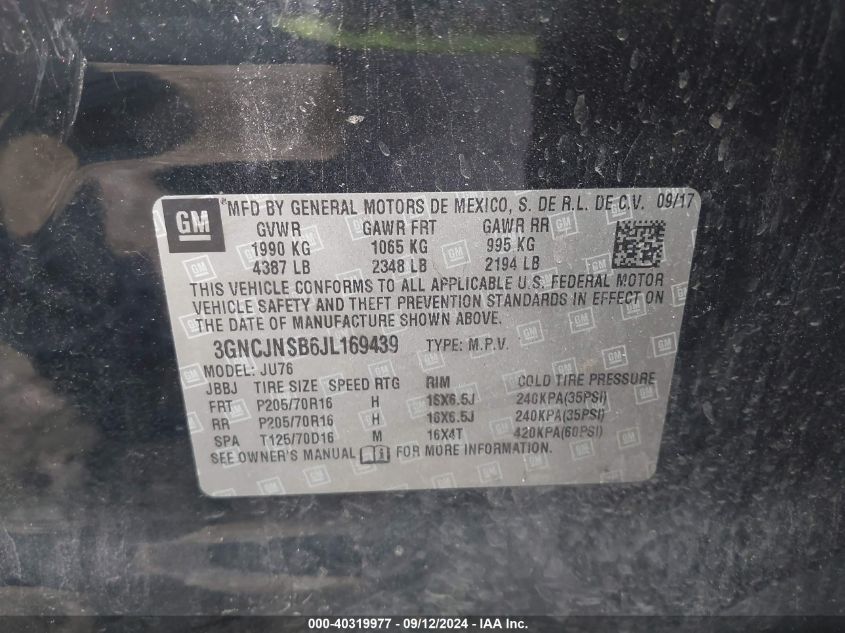 GM *MFD BY GENERAL MOTORS DE MEXICO, S. DE R.L. DE C.V. 09/17
GVWR GAWR FRT GAWR RR
1990 KG 1065 KG 995 KG
4387 LB 2348 LB 2194 LB
THIS VEHICLE CONFORMS TO ALL APPLICABLE U.S. FEDERAL MOTOR
VEHICLE SAFETY AND THEFT PREVENTION STANDARDS IN EFFECT ON
THE DATE OF MANUFACTURE SHOWN ABOVE.
3GNCJNSB6JL169439 TYPE: M.P.V.
MODEL: JU76
JBBJ TIRE SIZE SPEED RTG RIM COLD TIRE PRESSURE
FRT P205/70R16 H 16X6.5J 240KPA(35PSI)
RR P205/70R16 H 16X6.5J 240KPA(35PSI)
SPA T125/70D16 M 16X4T 420KPA(60PSI)
SEE OWNER'S MANUAL FOR MORE INFORMATION.
000-40319977 - 09/12/2024 - IAA Inc.